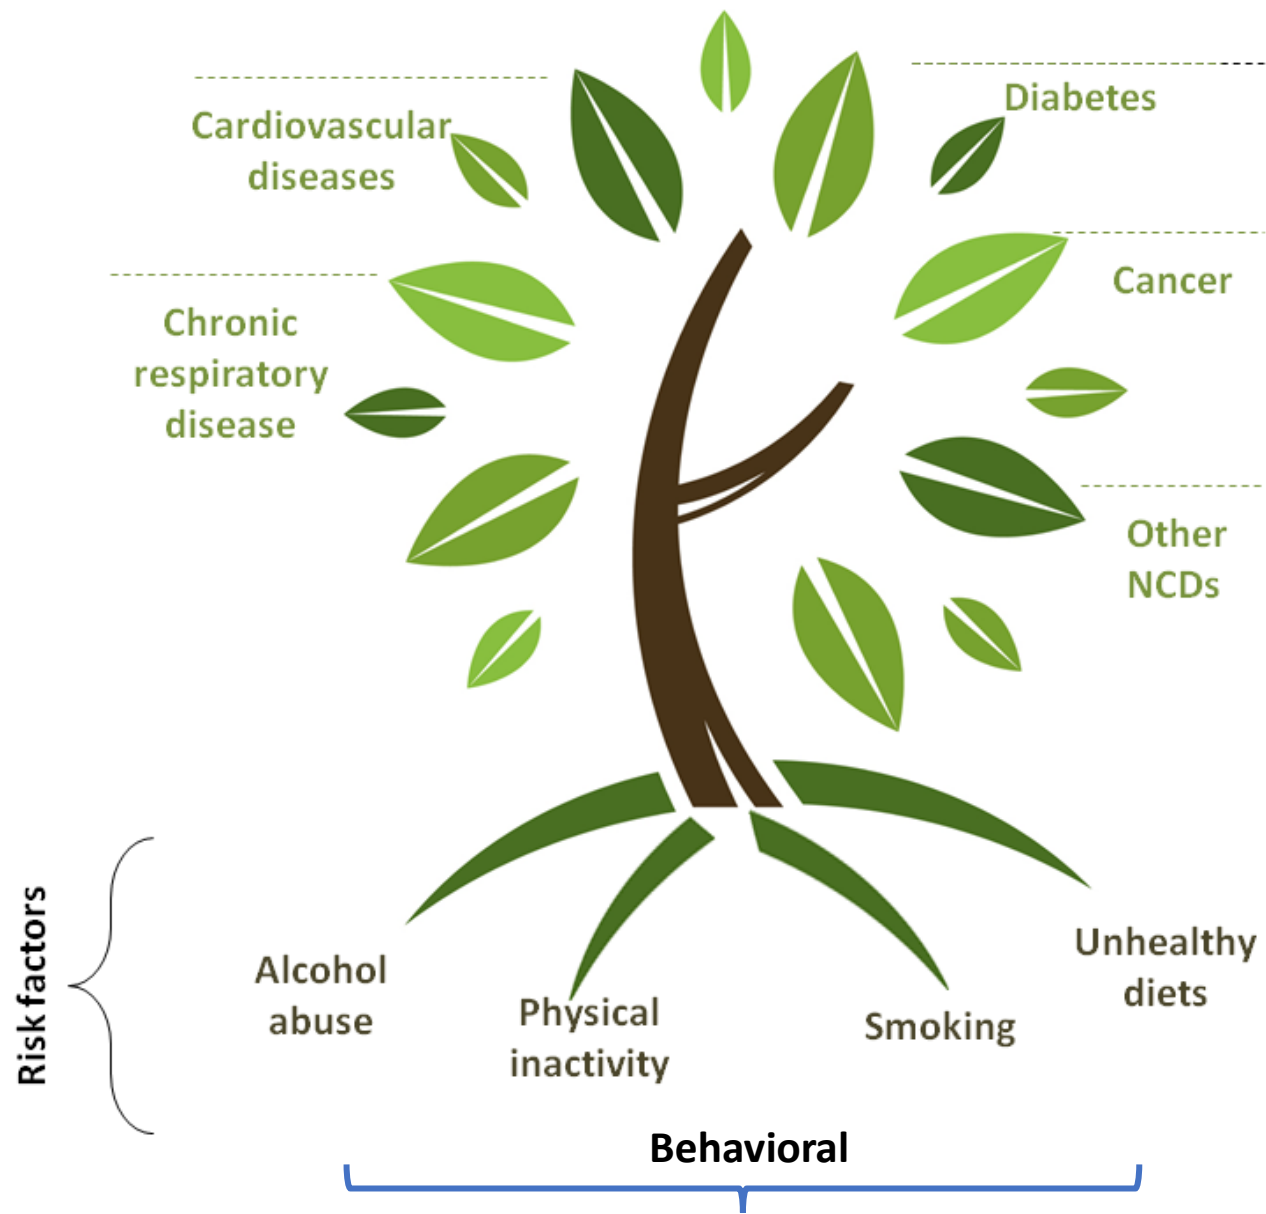 Cardiovascular
diseases
Diabetes
Chronic
respiratory
disease
Cancer
Other
NCDs
Risk factors
Alcohol
abuse
Physical
inactivity
Smoking
Unhealthy
diets
Behavioral